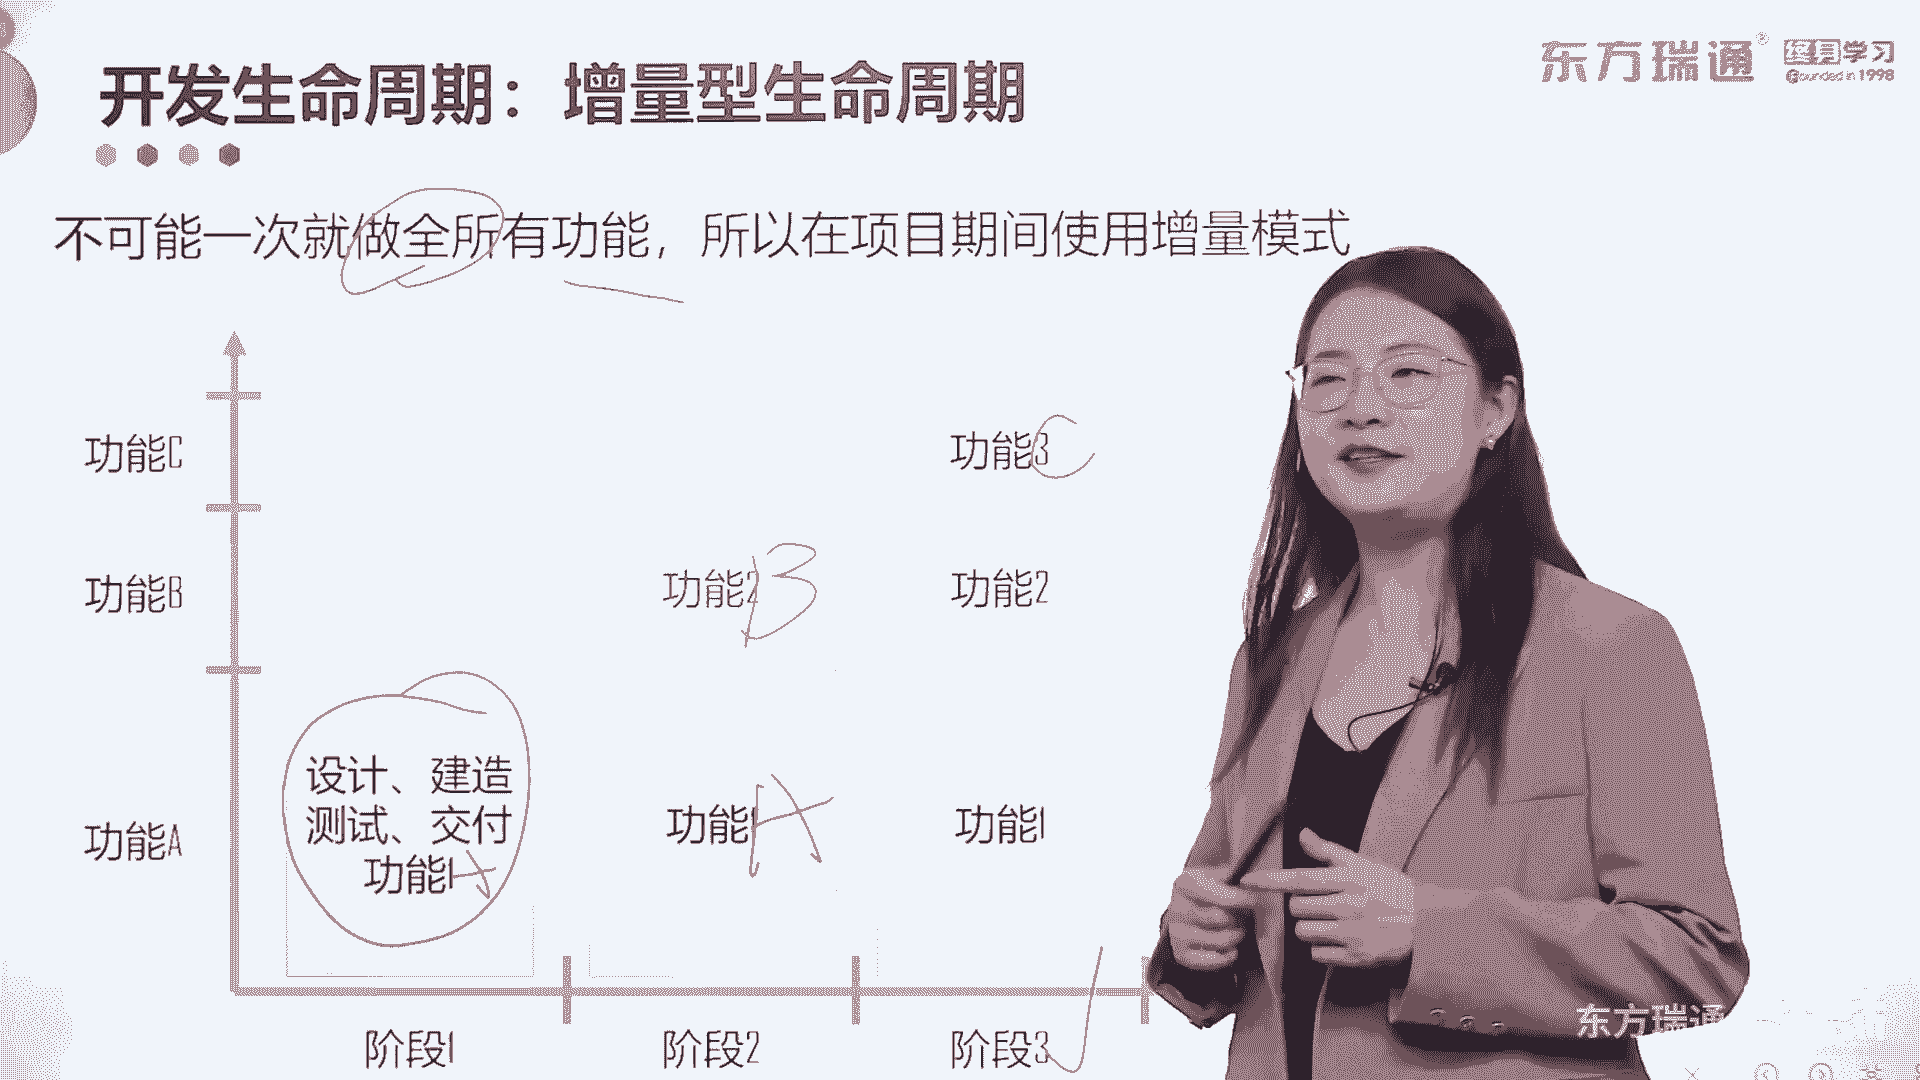 东方瑞通®
终身学习
Founded in 1998
开发生命周期：增量型生命周期
不可能一次就做全所有功能，所以在项目期间使用增量模式
功能C
功能3 C
功能B
功能2 B
功能2
设计、建造
测试、交付
功能1 A
功能A
功能1 A
功能1
阶段1
阶段2
阶段3
东方瑞通